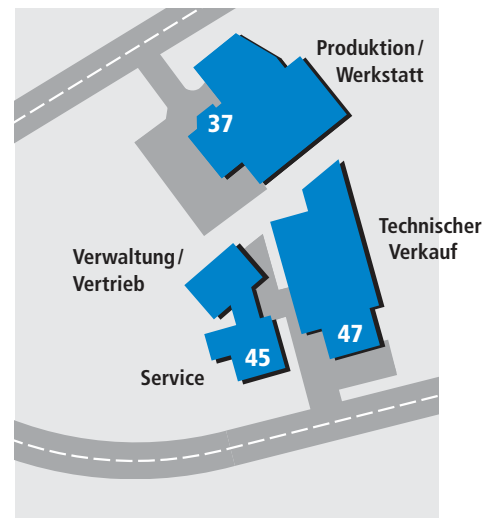 Produktion/
Werkstatt
37
Technischer
Verkauf
Verwaltung/
Vertrieb
47
45
Service